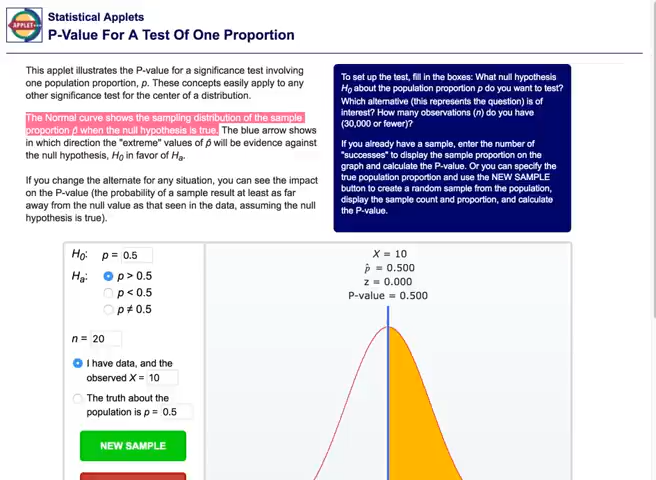 APPLET
Statistical Applets
P-Value For A Test Of One Proportion
This applet illustrates the P-value for a significance test involving
one population proportion, p. These concepts easily apply to any
other significance test for the center of a distribution.
The Normal curve shows the sampling distribution of the sample
proportion p̂ when the null hypothesis is true. The blue arrow shows
in which direction the "extreme" values of p̂ will be evidence against
the null hypothesis, H0 in favor of Ha.
If you change the alternate for any situation, you can see the impact
on the P-value (the probability of a sample result at least as far
away from the null value as that seen in the data, assuming the null
hypothesis is true).
To set up the test, fill in the boxes: What null hypothesis
H0 about the population proportion p do you want to test?
Which alternative (this represents the question) is of
interest? How many observations (n) do you have
(30,000 or fewer)?
If you already have a sample, enter the number of
"successes" to display the sample proportion on the
graph and calculate the P-value. Or you can specify the
true population proportion and use the NEW SAMPLE
button to create a random sample from the population,
display the sample count and proportion, and calculate
the P-value.
H0: p = 0.5
Ha: p > 0.5
p < 0.5
p ≠ 0.5
n = 20
I have data, and the
observed X = 10
The truth about the
population is p = 0.5
NEW SAMPLE
X = 10
p̂ = 0.500
z = 0.000
P-value = 0.500